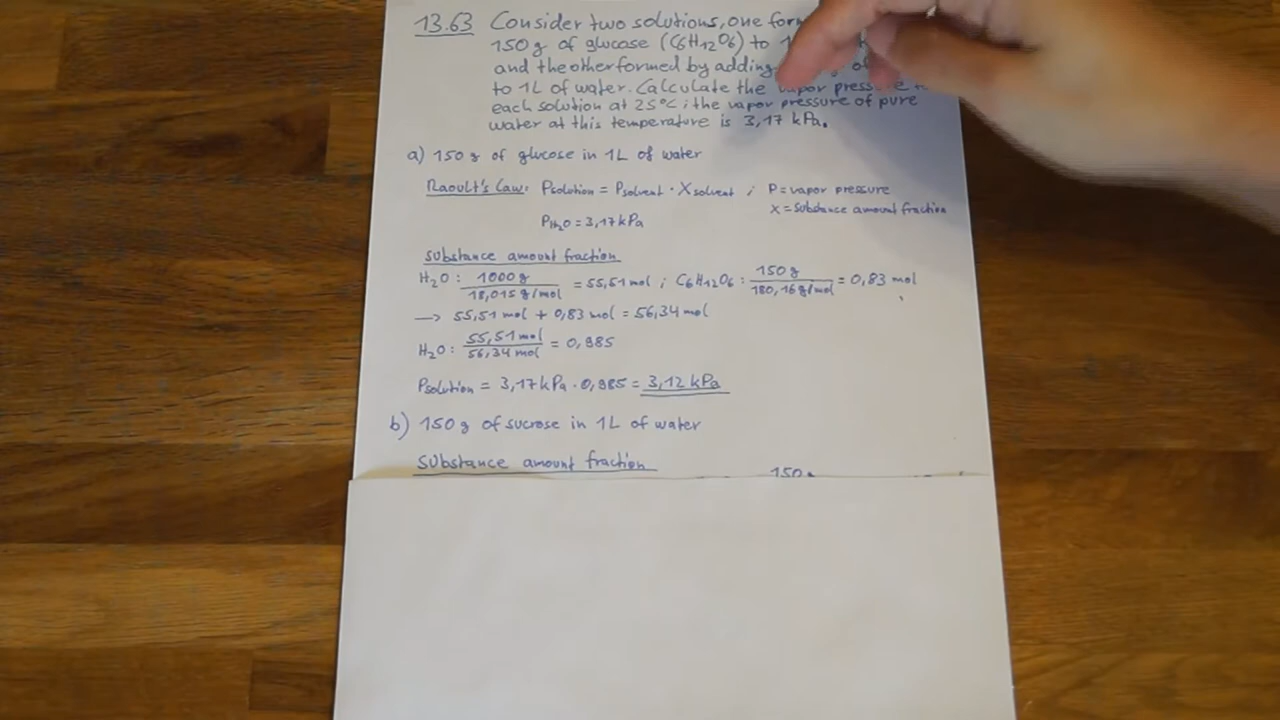 13.63 Consider two solutions, one
150 g of glucose (C6H12O6) to
and the other formed by adding
to 1L of water. Calculate the vapor pressure
each solution at 25°C; the vapor pressure of pure
water at this temperature is 3,17 kPa.
a) 150 g of glucose in 1L of water
Raoult's Law: Psolution = Psolvent · Xsolvent ; P = vapor pressure
X = Substance amount fraction
PH2O = 3,17 kPa
Substance amount fraction
H2O : 1000 g / 18,015 g/mol = 55,51 mol ; C6H12O6 : 150 g / 180,16 g/mol = 0,83 mol
—> 55,51 mol + 0,83 mol = 56,34 mol
H2O : 55,51 mol / 56,34 mol = 0,985
Psolution = 3,17 kPa · 0,985 = 3,12 kPa
b) 150 g of sucrose in 1L of water
Substance amount fraction
150